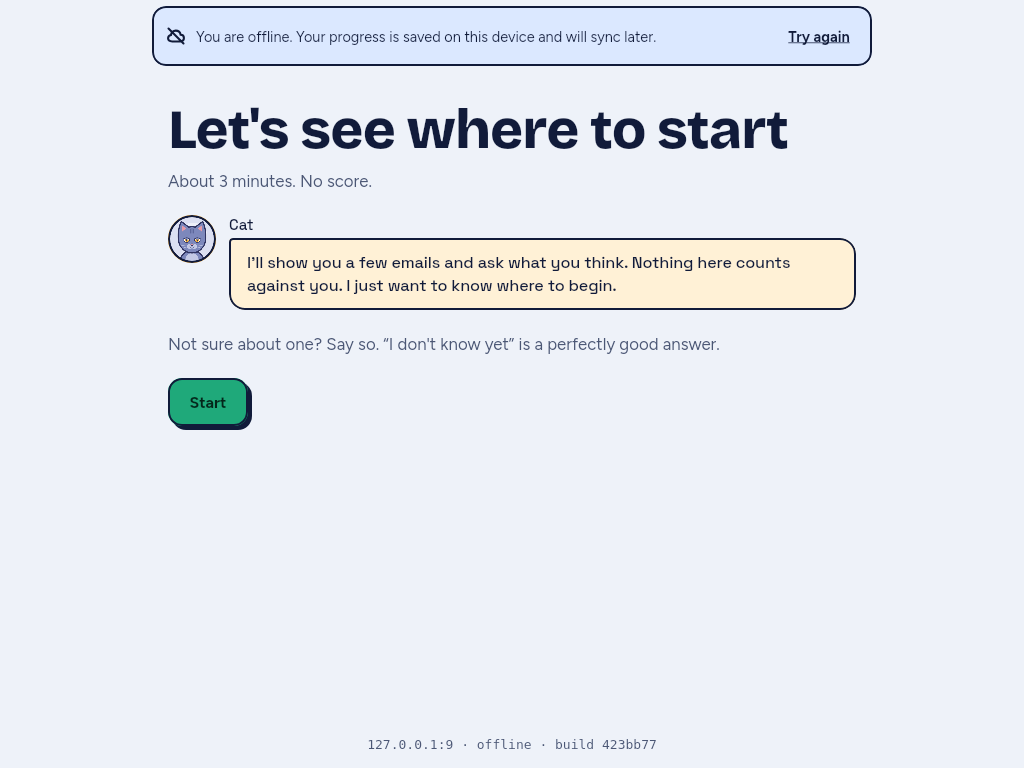 You are offline. Your progress is saved on this device and will sync later.
Try again
Let's see where to start
About 3 minutes. No score.
Cat
I'll show you a few emails and ask what you think. Nothing here counts
against you. I just want to know where to begin.
Not sure about one? Say so. “I don't know yet” is a perfectly good answer.
Start
127.0.0.1:9 · offline · build 423bb77